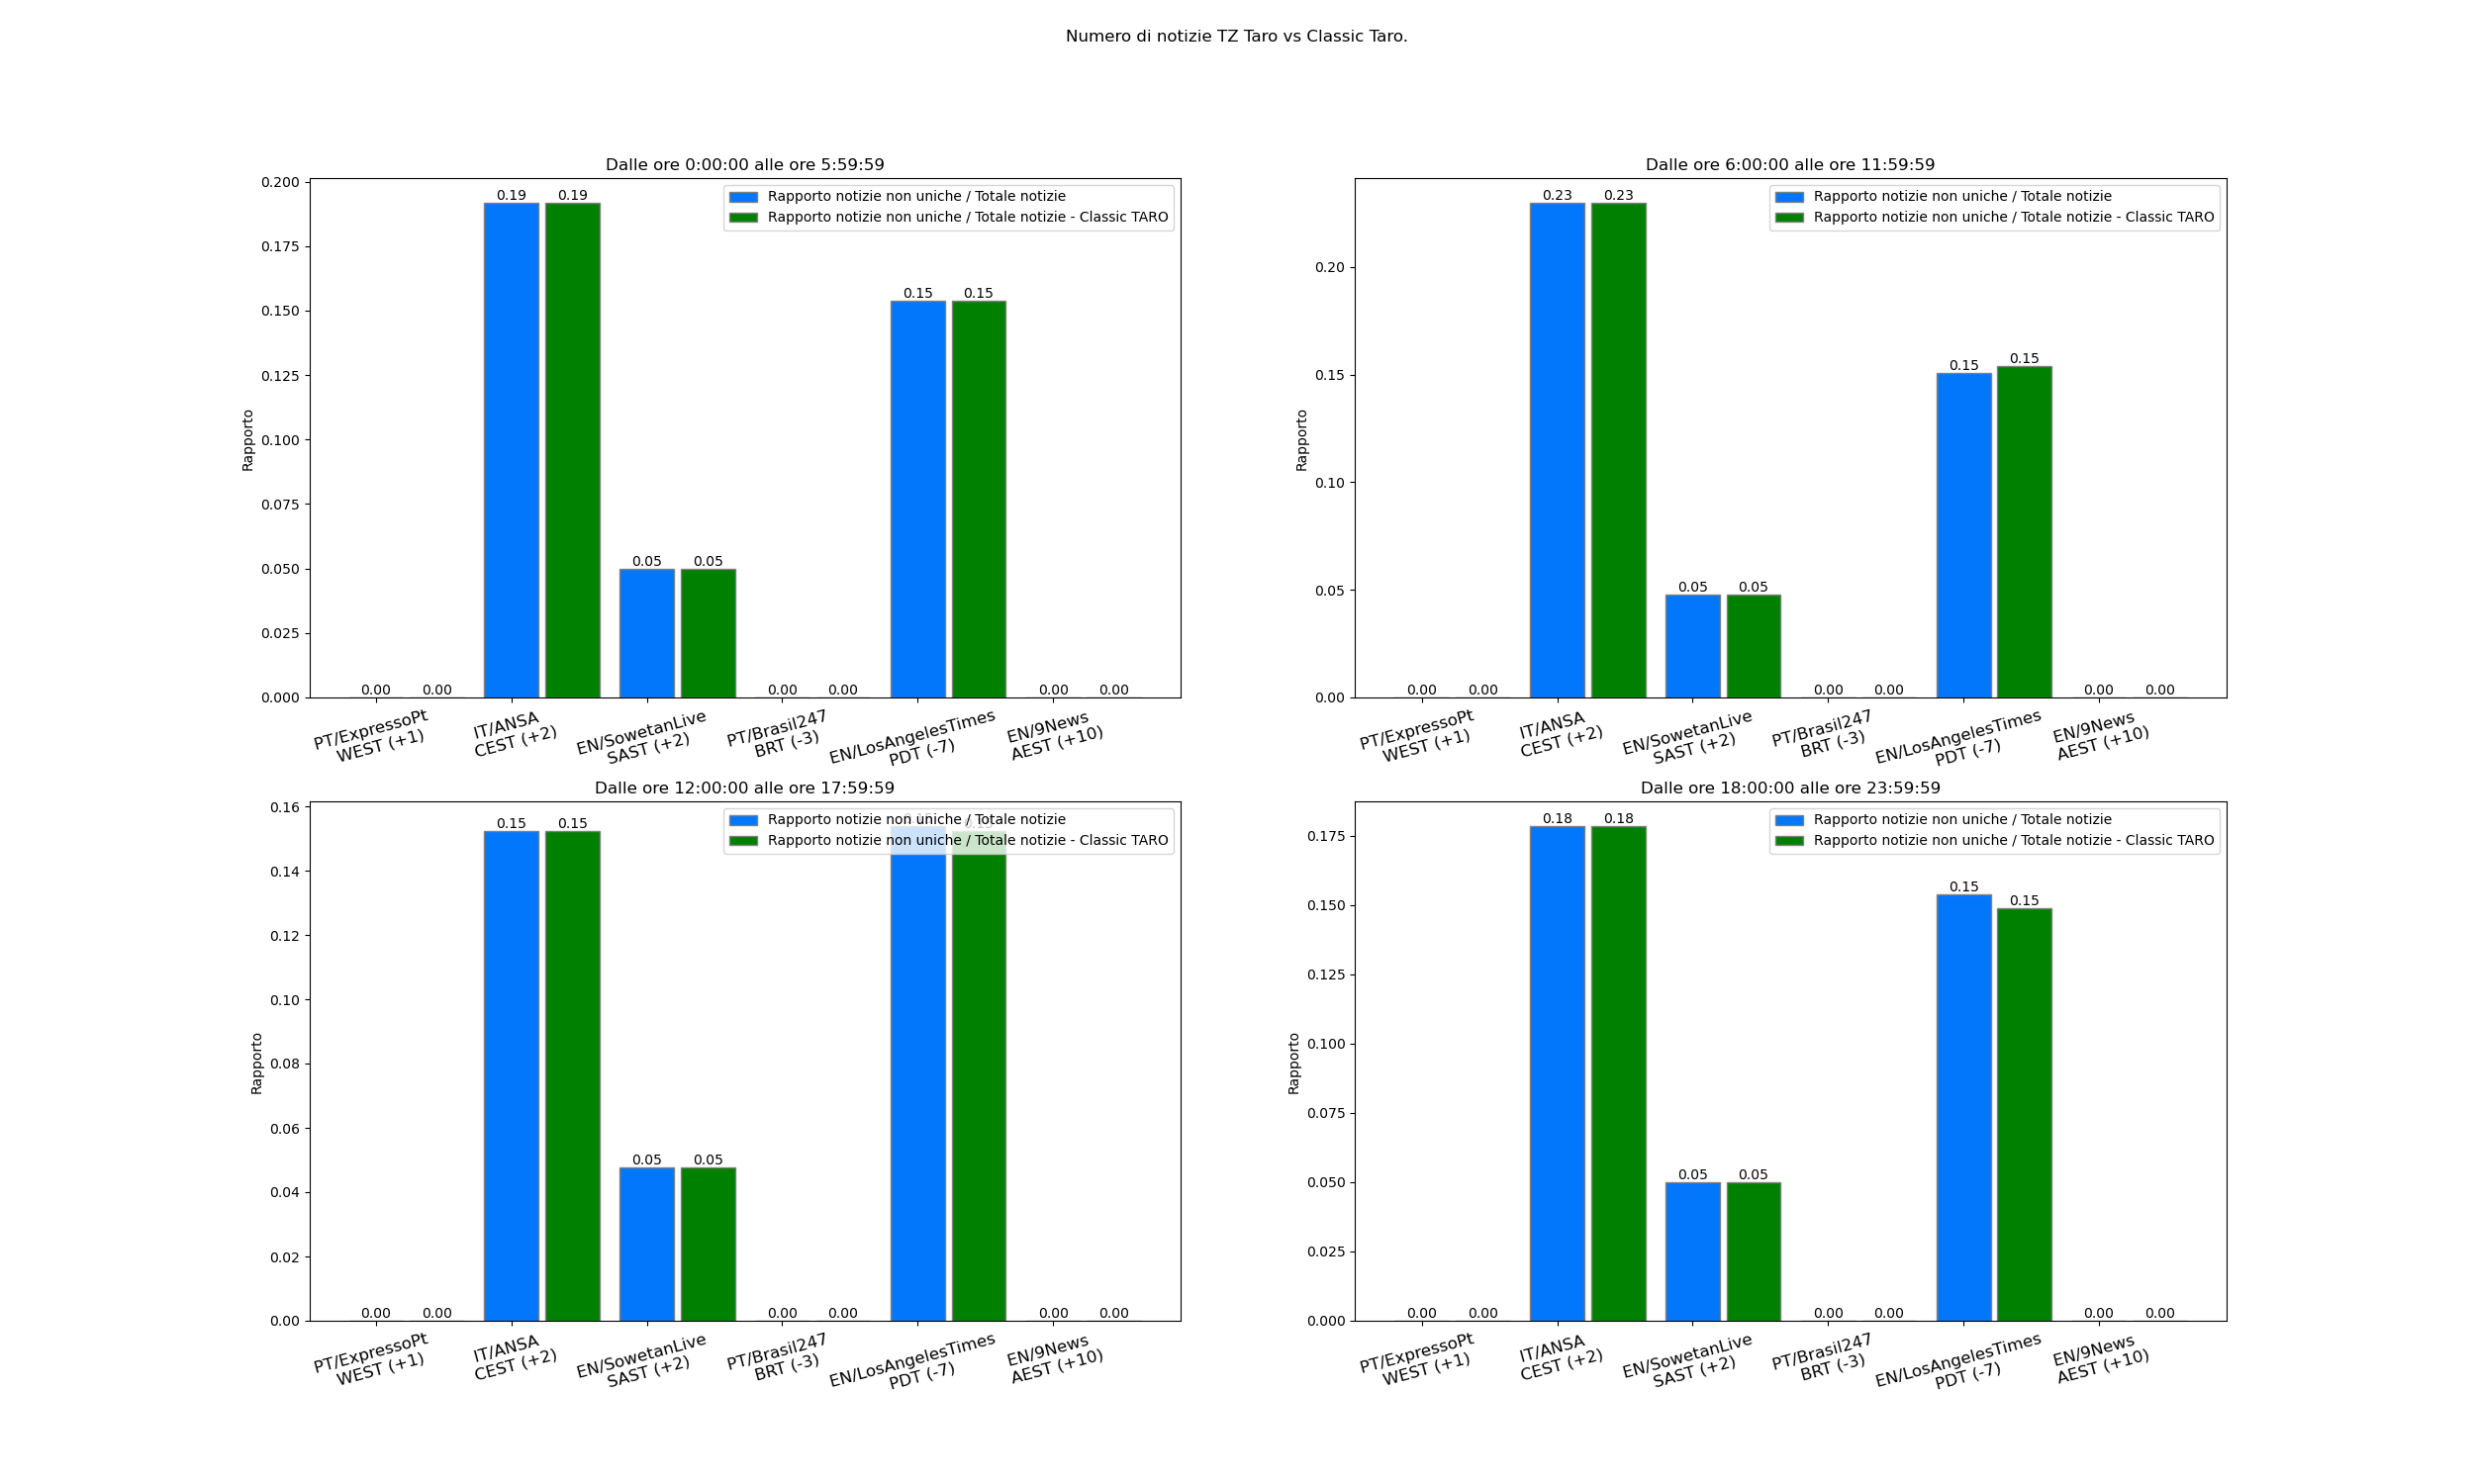 Numero di notizie TZ Taro vs Classic Taro.
Dalle ore 0:00:00 alle ore 5:59:59
Rapporto notizie non uniche / Totale notizie
Rapporto notizie non uniche / Totale notizie - Classic TARO
Rapporto
0.200
0.175
0.150
0.125
0.100
0.075
0.050
0.025
0.000
0.00 0.00 0.19 0.19 0.05 0.05 0.00 0.00 0.15 0.15 0.00 0.00
PT/ExpressoPt
WEST (+1)
IT/ANSA
CEST (+2)
EN/SowetanLive
SAST (+2)
PT/Brasil247
BRT (-3)
EN/LosAngelesTimes
PDT (-7)
EN/9News
AEST (+10)
Dalle ore 6:00:00 alle ore 11:59:59
Rapporto notizie non uniche / Totale notizie
Rapporto notizie non uniche / Totale notizie - Classic TARO
Rapporto
0.20
0.15
0.10
0.05
0.00
0.00 0.00 0.23 0.23 0.05 0.05 0.00 0.00 0.15 0.15 0.00 0.00
PT/ExpressoPt
WEST (+1)
IT/ANSA
CEST (+2)
EN/SowetanLive
SAST (+2)
PT/Brasil247
BRT (-3)
EN/LosAngelesTimes
PDT (-7)
EN/9News
AEST (+10)
Dalle ore 12:00:00 alle ore 17:59:59
Rapporto notizie non uniche / Totale notizie
Rapporto notizie non uniche / Totale notizie - Classic TARO
Rapporto
0.16
0.14
0.12
0.10
0.08
0.06
0.04
0.02
0.00
0.00 0.00 0.15 0.15 0.05 0.05 0.00 0.00 0.00 0.00
PT/ExpressoPt
WEST (+1)
IT/ANSA
CEST (+2)
EN/SowetanLive
SAST (+2)
PT/Brasil247
BRT (-3)
EN/LosAngelesTimes
PDT (-7)
EN/9News
AEST (+10)
Dalle ore 18:00:00 alle ore 23:59:59
Rapporto notizie non uniche / Totale notizie
Rapporto notizie non uniche / Totale notizie - Classic TARO
Rapporto
0.175
0.150
0.125
0.100
0.075
0.050
0.025
0.000
0.00 0.00 0.18 0.18 0.05 0.05 0.00 0.00 0.15 0.15 0.00 0.00
PT/ExpressoPt
WEST (+1)
IT/ANSA
CEST (+2)
EN/SowetanLive
SAST (+2)
PT/Brasil247
BRT (-3)
EN/LosAngelesTimes
PDT (-7)
EN/9News
AEST (+10)